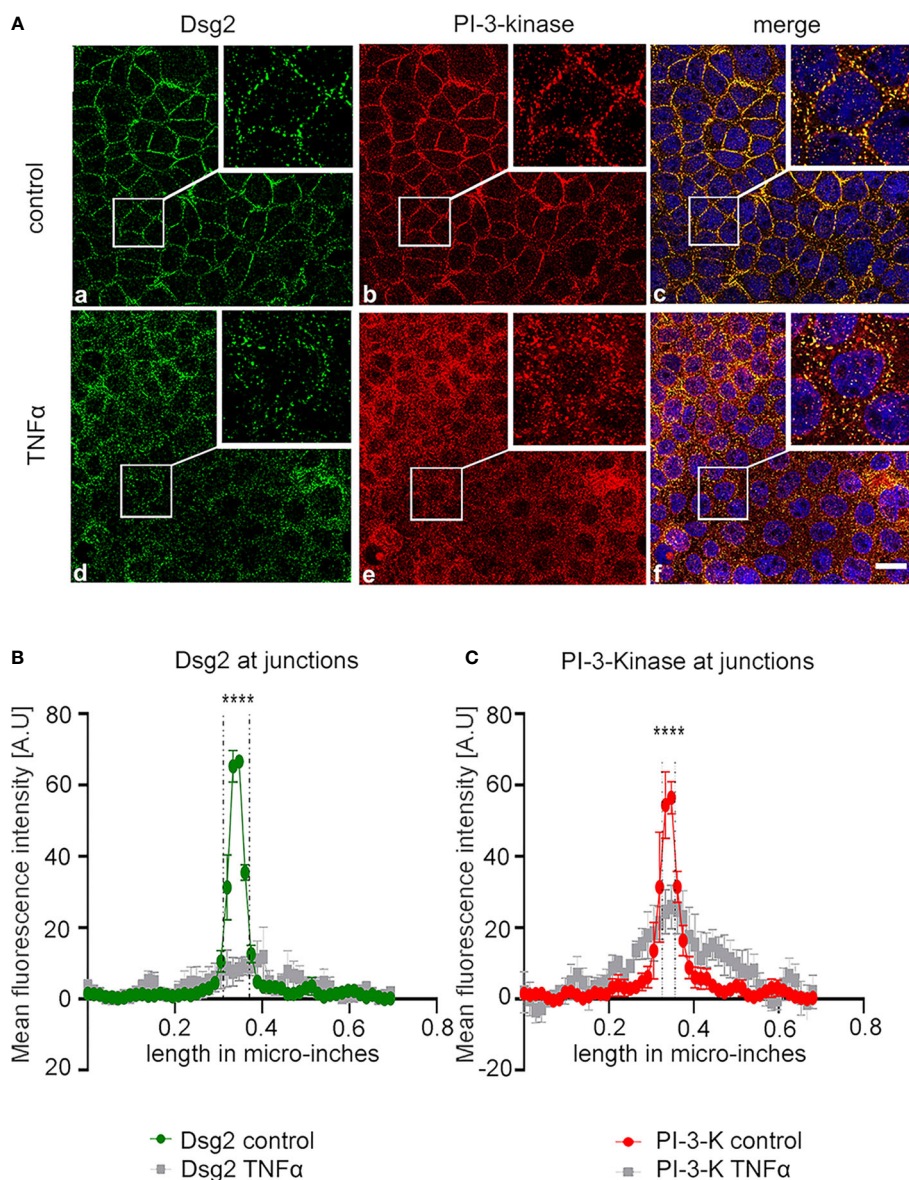 A
Dsg2 PI-3-kinase merge
control
a b c
TNFα
d e f
B
Dsg2 at junctions
****
Mean fluorescence intensity [A.U]
80
60
40
20
0
20
0.2 0.4 0.6 0.8
length in micro-inches
Dsg2 control
Dsg2 TNFα
C
PI-3-Kinase at junctions
****
Mean fluorescence intensity [A.U]
80
60
40
20
0
-20
0.2 0.4 0.6 0.8
length in micro-inches
PI-3-K control
PI-3-K TNFα